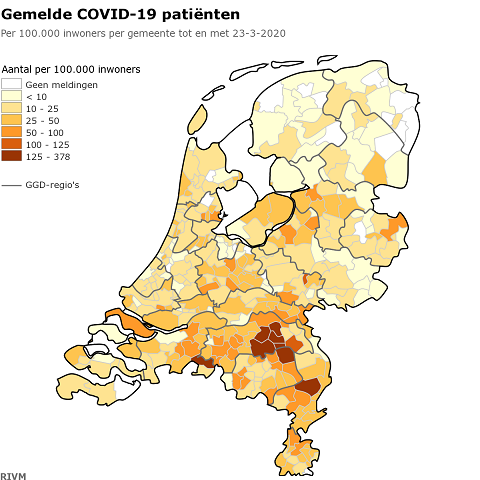 Gemelde COVID-19 patiënten
Per 100.000 inwoners per gemeente tot en met 23-3-2020
Aantal per 100.000 inwoners
Geen meldingen
< 10
10 - 25
25 - 50
50 - 100
100 - 125
125 - 378
GGD-regio's
RIVM